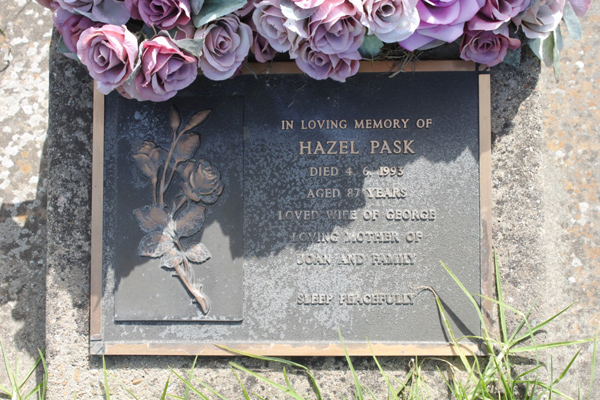 IN LOVING MEMORY OF
HAZEL PASK
DIED 4. 6. 1993
AGED 87 YEARS
LOVED WIFE OF GEORGE
LOVING MOTHER OF
JOAN AND FAMILY
SLEEP PEACEFULLY